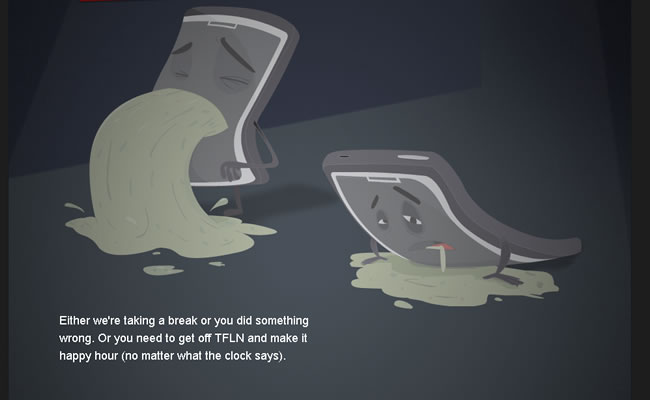 Either we're taking a break or you did something
wrong. Or you need to get off TFLN and make it
happy hour (no matter what the clock says).